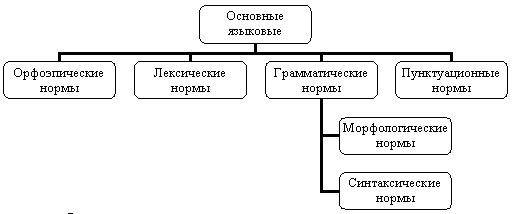 Основные
языковые
Орфоэпические
нормы
Лексические
нормы
Грамматические
нормы
Пунктуационные
нормы
Морфологические
нормы
Синтаксические
нормы